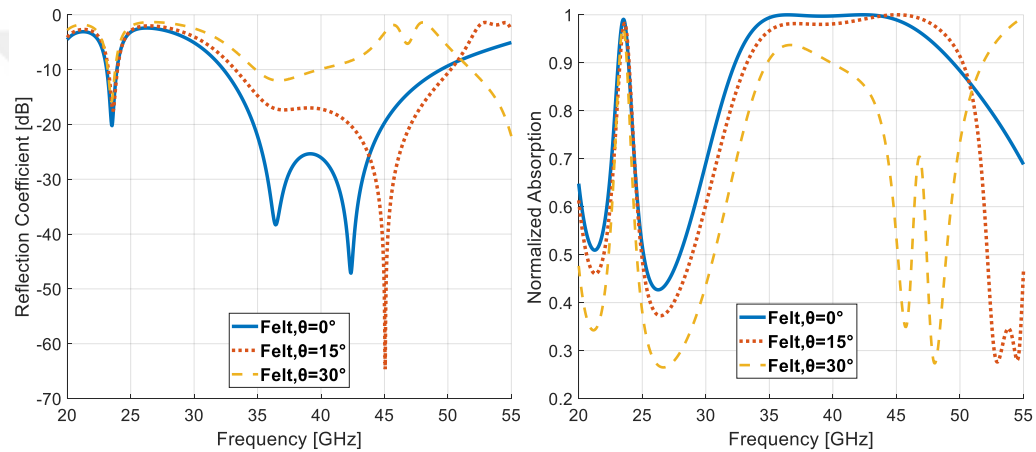 Reflection Coefficient [dB]
0
-10
-20
-30
-40
-50
-60
-70
Felt,θ=0°
Felt,θ=15°
Felt,θ=30°
20 25 30 35 40 45 50 55
Frequency [GHz]
Normalized Absorption
1
0.9
0.8
0.7
0.6
0.5
0.4
0.3
0.2
Felt,θ=0°
Felt,θ=15°
Felt,θ=30°
20 25 30 35 40 45 50 55
Frequency [GHz]